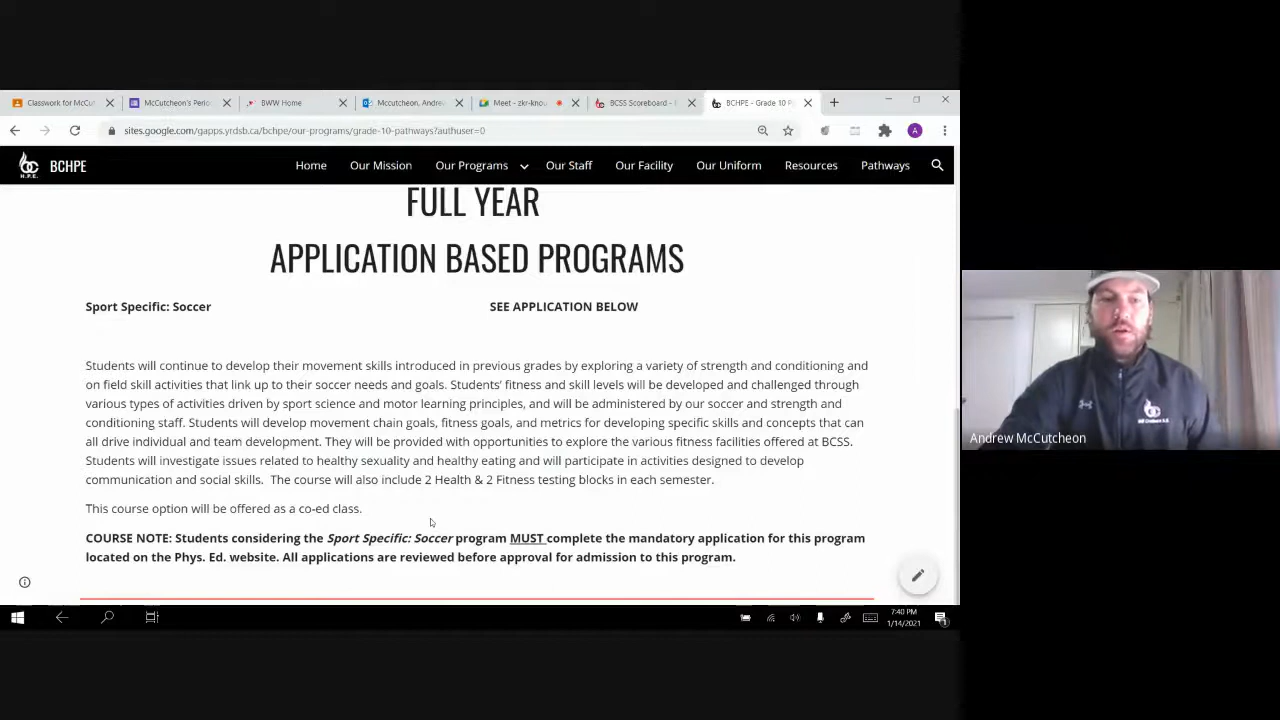 Classwork for McCut
McCutcheon's Perio
BWW Home
Mccutcheon, Andre
Meet - zkr-knou
BCSS Scoreboard -
BCHPE - Grade 10 P
sites.google.com/gapps.yrdsb.ca/bchpe/our-programs/grade-10-pathways?authuser=0
A
bc
H.P.E.
BCHPE
Home
Our Mission
Our Programs
Our Staff
Our Facility
Our Uniform
Resources
Pathways
FULL YEAR
APPLICATION BASED PROGRAMS
Sport Specific: Soccer
SEE APPLICATION BELOW
Students will continue to develop their movement skills introduced in previous grades by exploring a variety of strength and conditioning and
on field skill activities that link up to their soccer needs and goals. Students' fitness and skill levels will be developed and challenged through
various types of activities driven by sport science and motor learning principles, and will be administered by our soccer and strength and
conditioning staff. Students will develop movement chain goals, fitness goals, and metrics for developing specific skills and concepts that can
all drive individual and team development. They will be provided with opportunities to explore the various fitness facilities offered at BCSS.
Students will investigate issues related to healthy sexuality and healthy eating and will participate in activities designed to develop
communication and social skills.  The course will also include 2 Health & 2 Fitness testing blocks in each semester.
This course option will be offered as a co-ed class.
COURSE NOTE: Students considering the Sport Specific: Soccer program MUST complete the mandatory application for this program
located on the Phys. Ed. website. All applications are reviewed before approval for admission to this program.
7:40 PM
1/14/2021
Andrew McCutcheon